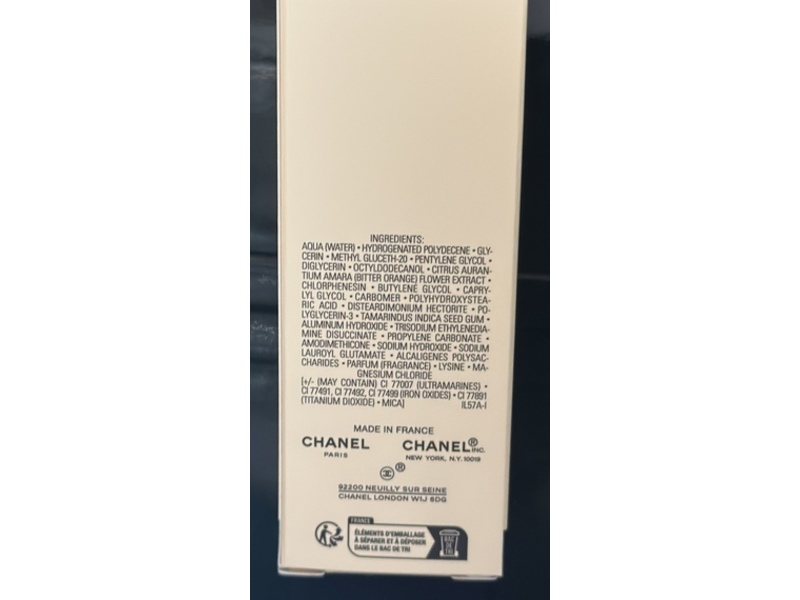 INGREDIENTS:
AQUA (WATER) • HYDROGENATED POLYDECENE • GLY-
CERIN • METHYL GLUCETH-20 • PENTYLENE GLYCOL •
DIGLYCERIN • OCTYLDODECANOL • CITRUS AURAN-
TIUM AMARA (BITTER ORANGE) FLOWER EXTRACT •
CHLORPHENESIN • BUTYLENE GLYCOL • CAPRY-
LYL GLYCOL • CARBOMER • POLYHYDROXYSTEA-
RIC ACID • DISTEARDIMONIUM HECTORITE • PO-
LYGLYCERIN-3 • TAMARINDUS INDICA SEED GUM •
ALUMINUM HYDROXIDE • TRISODIUM ETHYLENEDIA-
MINE DISUCCINATE • PROPYLENE CARBONATE •
AMODIMETHICONE • SODIUM HYDROXIDE • SODIUM
LAUROYL GLUTAMATE • ALCALIGENES POLYSAC-
CHARIDES • PARFUM (FRAGRANCE) • LYSINE • MA-
GNESIUM CHLORIDE
[+/- (MAY CONTAIN) CI 77007 (ULTRAMARINES) •
CI 77491, CI 77492, CI 77499 (IRON OXIDES) • CI 77891
(TITANIUM DIOXIDE) • MICA] IL57A-I
MADE IN FRANCE
CHANEL CHANEL® INC.
PARIS NEW YORK, N.Y. 10019
®
92200 NEUILLY SUR SEINE
CHANEL LONDON W1J 6DG
FRANCE
ÉLÉMENTS D'EMBALLAGE
À SÉPARER ET À DÉPOSER
DANS LE BAC DE TRI
BAC
DE
TRI